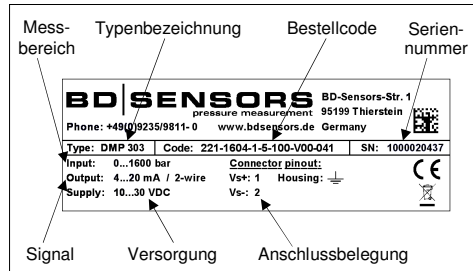 Mess-
bereich
Typenbezeichnung
Bestellcode
Serien-
nummer
BD SENSORS
pressure measurement
BD-Sensors-Str. 1
95199 Thierstein
Phone: +49(0)9235/9811- 0 www.bdsensors.de Germany
Type: DMP 303 Code: 221-1604-1-5-100-V00-041 SN: 1000020437
Input: 0...1600 bar Connector pinout:
Output: 4...20 mA / 2-wire Vs+: 1 Housing:
Supply: 10...30 VDC Vs-: 2
CE
Signal
Versorgung
Anschlussbelegung